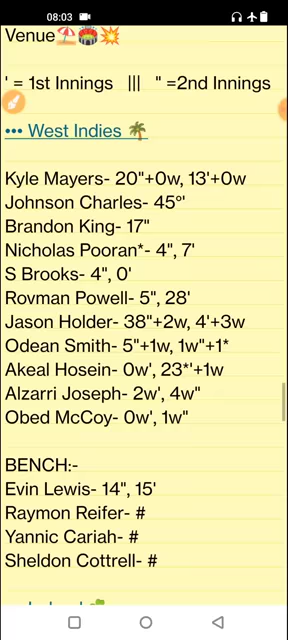 08:03
Venue⛱️🏟️💥
' = 1st Innings ||| " =2nd Innings
••• West Indies 🌴
Kyle Mayers- 20"+0w, 13'+0w
Johnson Charles- 45°'
Brandon King- 17"
Nicholas Pooran*- 4", 7'
S Brooks- 4", 0'
Rovman Powell- 5", 28'
Jason Holder- 38"+2w, 4'+3w
Odean Smith- 5"+1w, 1w"+1*
Akeal Hosein- 0w', 23*'+1w
Alzarri Joseph- 2w', 4w"
Obed McCoy- 0w', 1w"
BENCH:-
Evin Lewis- 14", 15'
Raymon Reifer- #
Yannic Cariah- #
Sheldon Cottrell- #